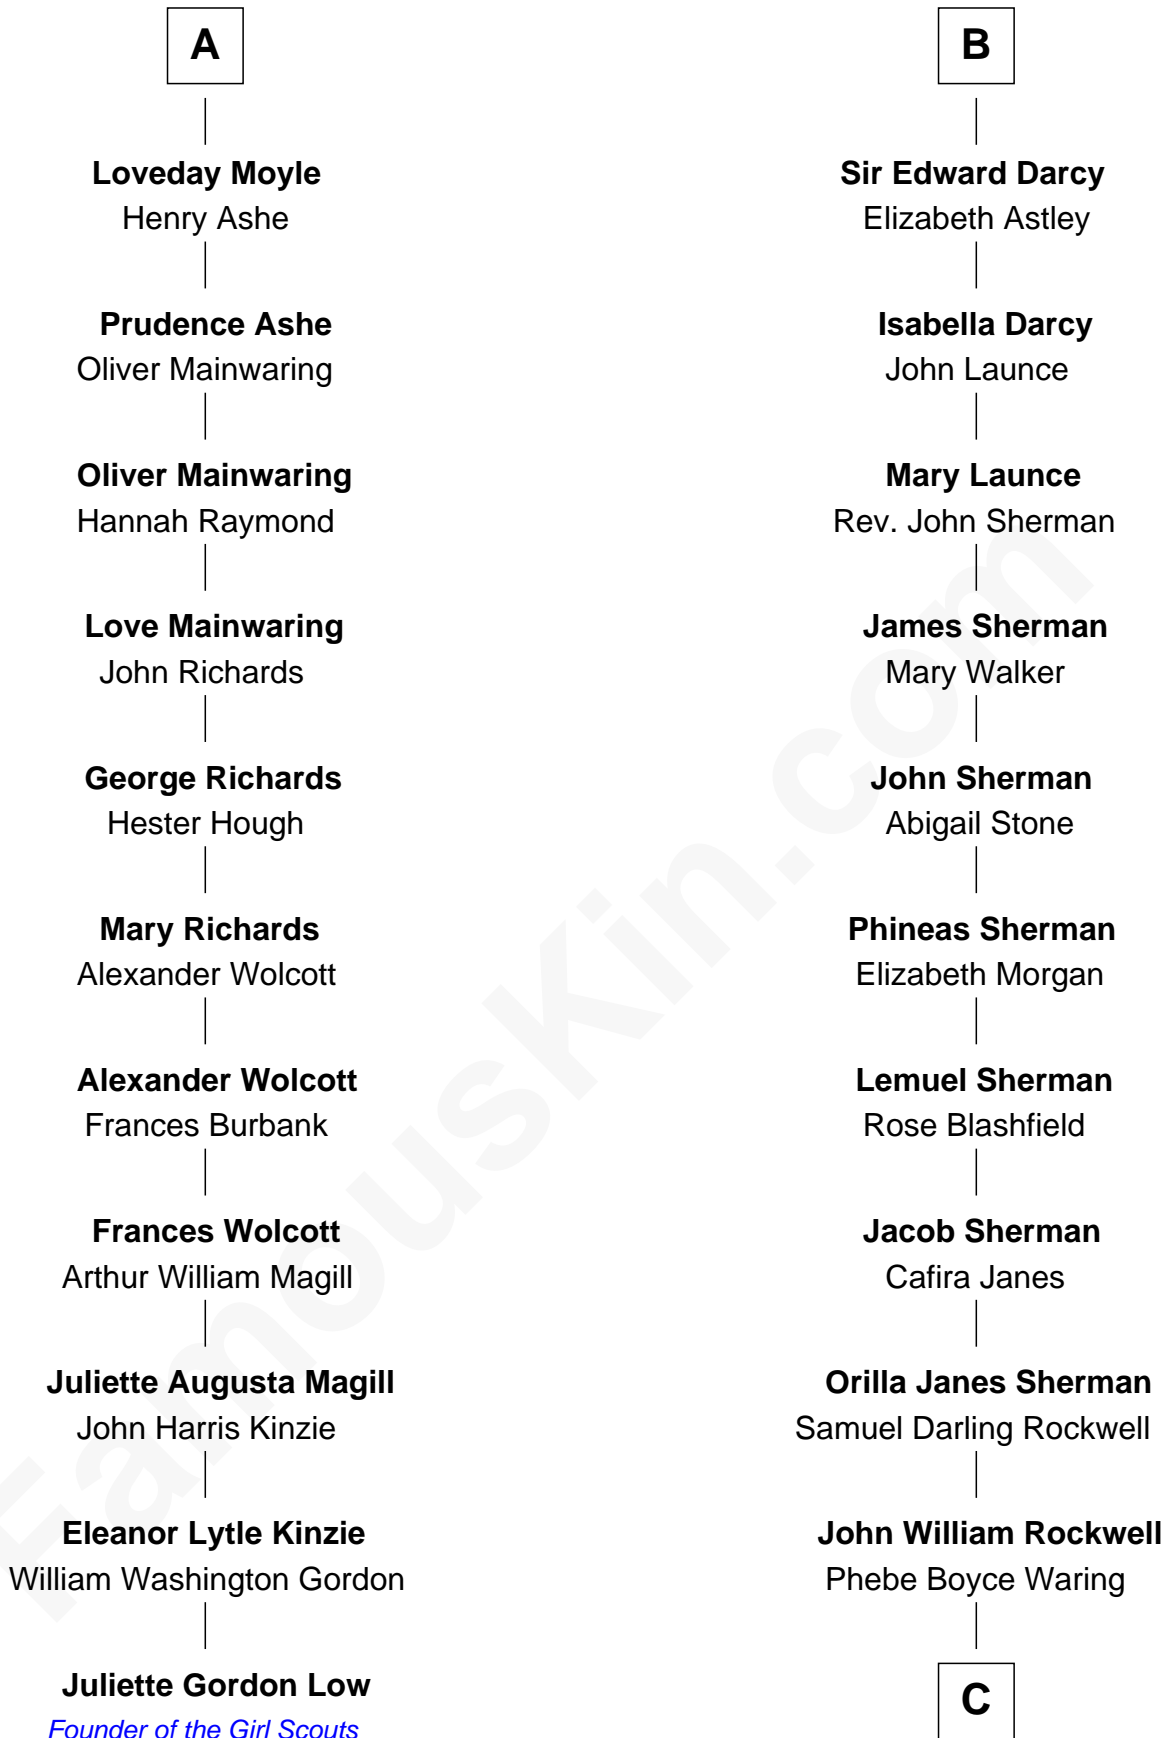 A
Loveday Moyle
Henry Ashe
Prudence Ashe
Oliver Mainwaring
Oliver Mainwaring
Hannah Raymond
Love Mainwaring
John Richards
George Richards
Hester Hough
Mary Richards
Alexander Wolcott
Alexander Wolcott
Frances Burbank
Frances Wolcott
Arthur William Magill
Juliette Augusta Magill
John Harris Kinzie
Eleanor Lytle Kinzie
William Washington Gordon
Juliette Gordon Low
Founder of the Girl Scouts
B
Sir Edward Darcy
Elizabeth Astley
Isabella Darcy
John Launce
Mary Launce
Rev. John Sherman
James Sherman
Mary Walker
John Sherman
Abigail Stone
Phineas Sherman
Elizabeth Morgan
Lemuel Sherman
Rose Blashfield
Jacob Sherman
Cafira Janes
Orilla Janes Sherman
Samuel Darling Rockwell
John William Rockwell
Phebe Boyce Waring
C
FamousKin.com